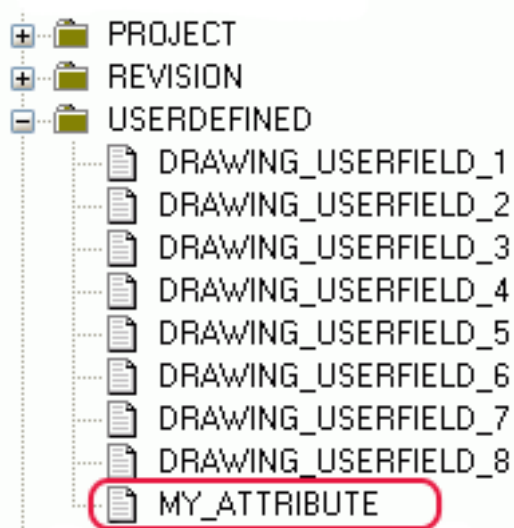 PROJECT
REVISION
USERDEFINED
DRAWING_USERFIELD_1
DRAWING_USERFIELD_2
DRAWING_USERFIELD_3
DRAWING_USERFIELD_4
DRAWING_USERFIELD_5
DRAWING_USERFIELD_6
DRAWING_USERFIELD_7
DRAWING_USERFIELD_8
MY_ATTRIBUTE